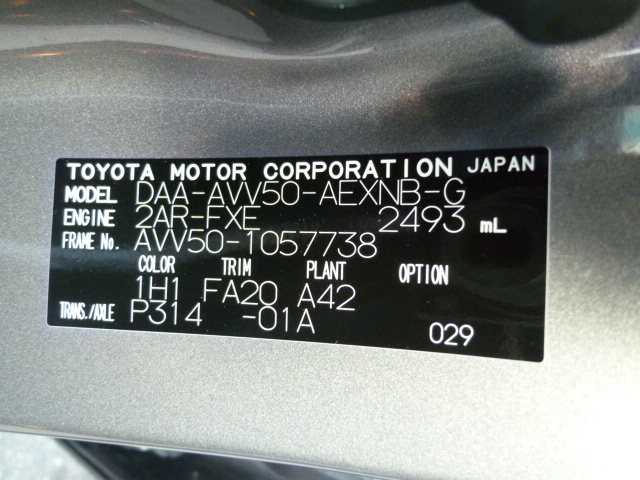 TOYOTA MOTOR CORPORATION JAPAN
MODEL DAA-AVV50-AEXNB-G
ENGINE 2AR-FXE 2493 mL
FRAME No. AVV50-1057738
COLOR TRIM PLANT OPTION
1H1 FA20 A42
TRANS./AXLE P314 -01A 029